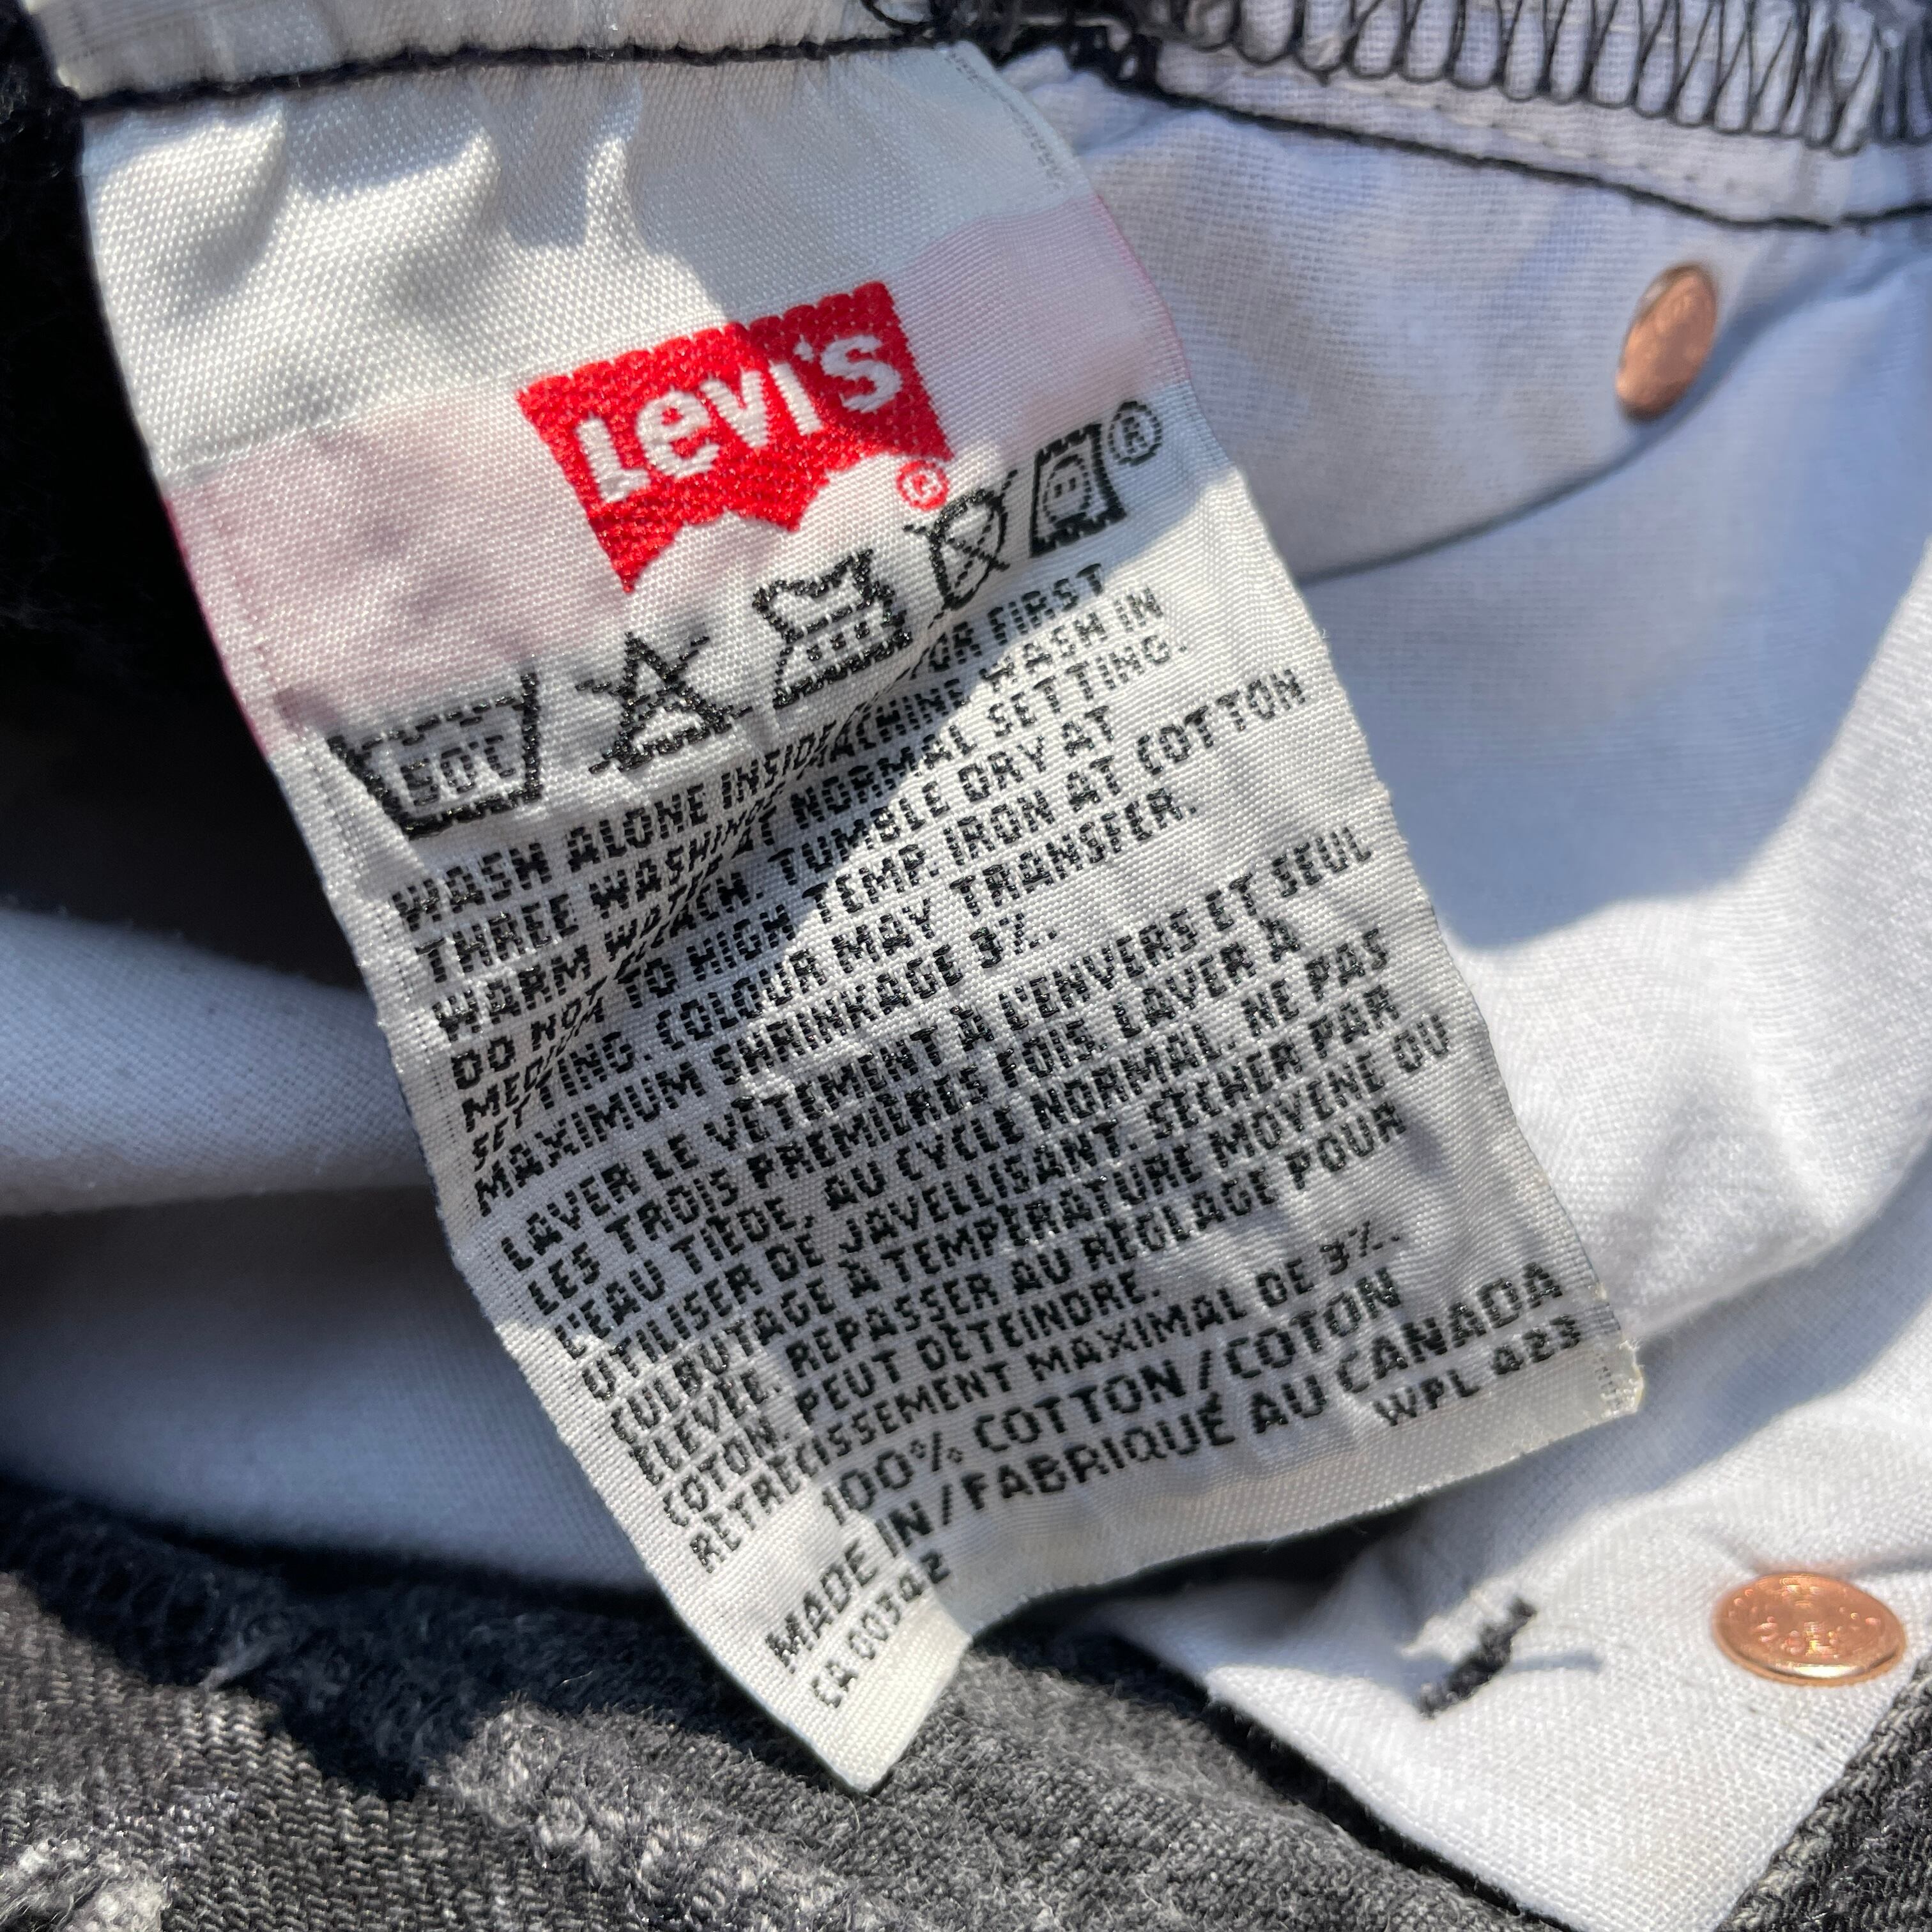 Levi's
®
50°C
WASH ALONE INSIDE FOR FIRST
THREE WASHINGS MACHINE WASH IN
WARM WATER AT NORMAL SETTING.
DO NOT BLEACH. TUMBLE DRY AT
MEDIUM TO HIGH TEMP. IRON AT COTTON
SETTING. COLOUR MAY TRANSFER.
MAXIMUM SHRINKAGE 3%.
LAVER LE VÊTEMENT À L'ENVERS ET SEUL
LES TROIS PREMIÈRES FOIS. LAVER À
L'EAU TIÈDE, AU CYCLE NORMAL. NE PAS
UTILISER DE JAVELLISANT. SÉCHER PAR
CULBUTAGE À TEMPÉRATURE MOYENE OU
ÉLEVÉE. REPASSER AU RÉGLAGE POUR
COTON. PEUT DÉTEINDRE.
RÉTRÉCISSEMENT MAXIMAL DE 3%.
100% COTTON/COTON
MADE IN/FABRIQUÉ AU CANADA
CA 00342 WPL 423